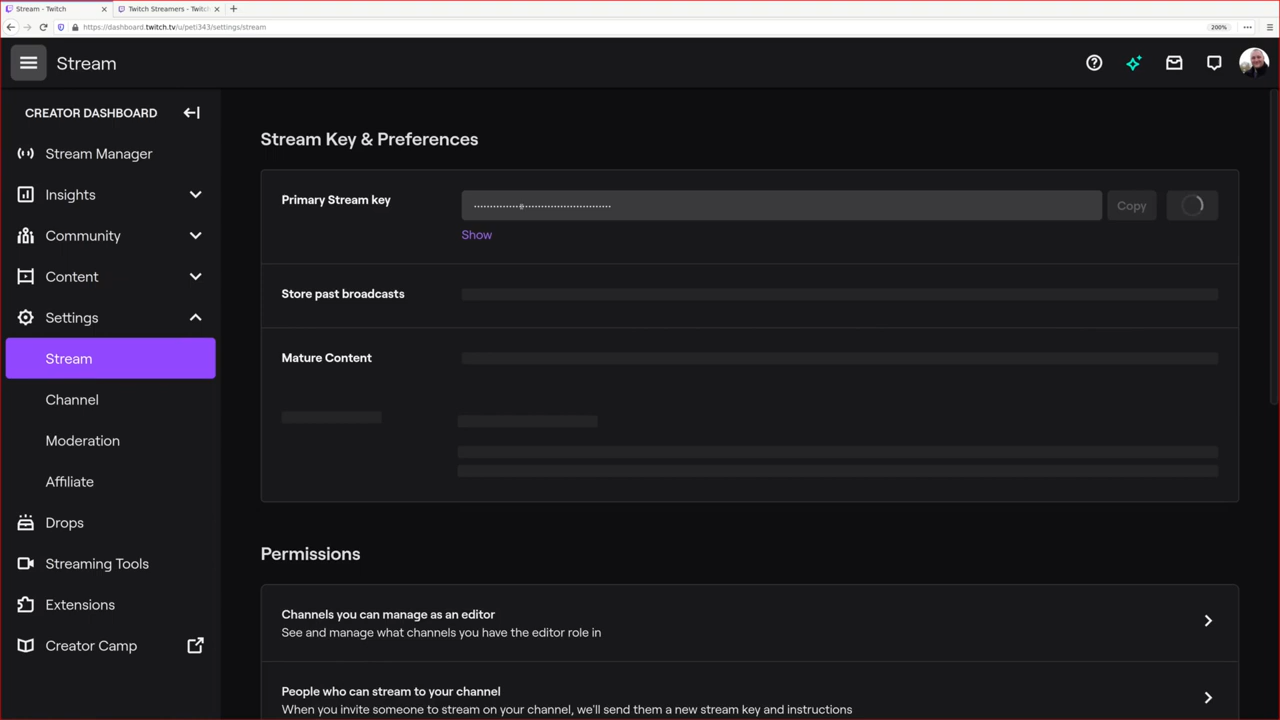 Stream - Twitch
Twitch Streamers - Twitch
https://dashboard.twitch.tv/u/peti343/settings/stream
200%
Stream
CREATOR DASHBOARD
Stream Manager
Insights
Community
Content
Settings
Stream
Channel
Moderation
Affiliate
Drops
Streaming Tools
Extensions
Creator Camp
Stream Key & Preferences
Primary Stream key
Copy
Show
Store past broadcasts
Mature Content
Permissions
Channels you can manage as an editor
See and manage what channels you have the editor role in
People who can stream to your channel
When you invite someone to stream on your channel, we'll send them a new stream key and instructions